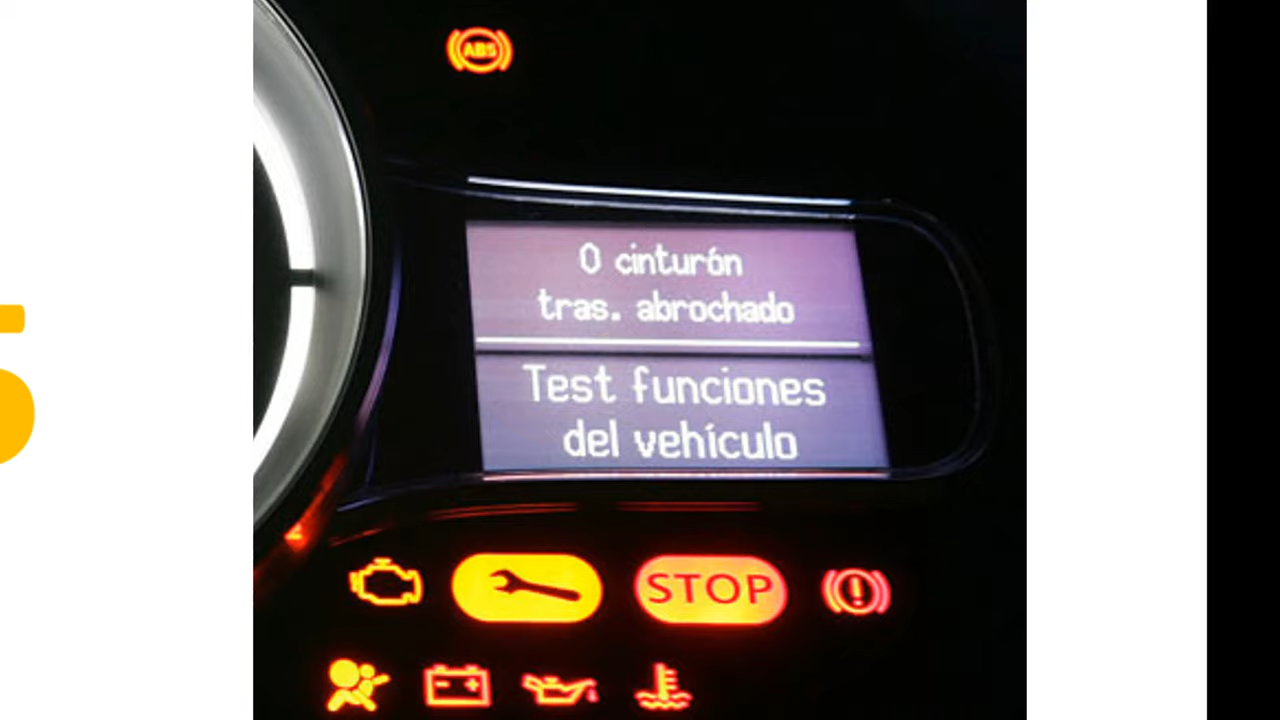 ABS
0 cinturón
tras. abrochado
Test funciones
del vehículo
STOP